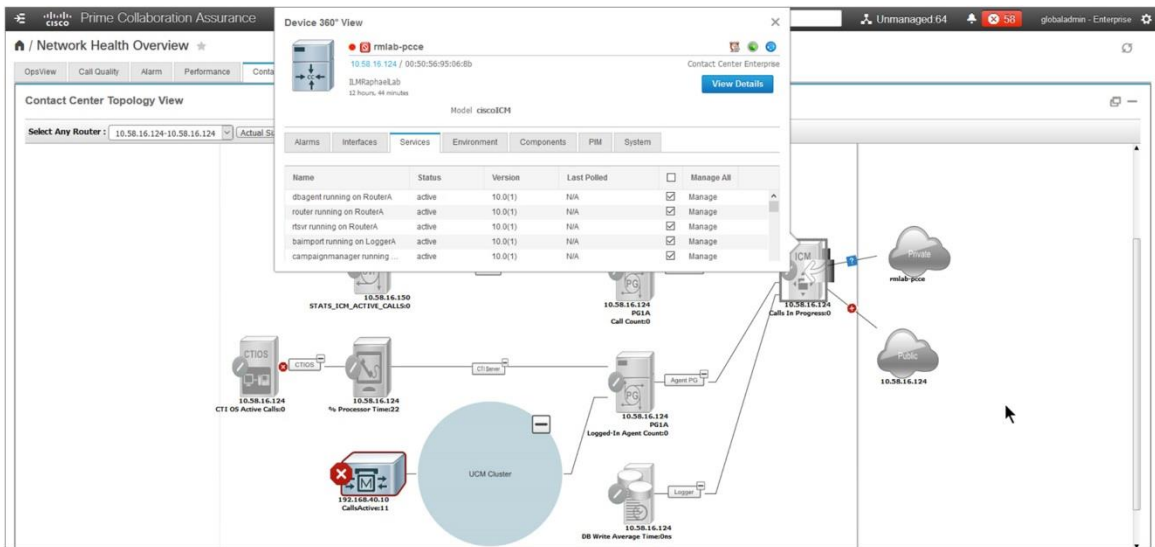 cisco Prime Collaboration Assurance
Unmanaged:64
58
globaladmin - Enterprise
/ Network Health Overview
OpsView Call Quality Alarm Performance Conta
Contact Center Topology View
Select Any Router : 10.58.16.124-10.58.16.124
Device 360° View
rmlab-pcce
10.58.16.124 / 00:50:56:95:06:8b
Contact Center Enterprise
ILMRaphaelLab
12 hours, 44 minutes
View Details
Model ciscoICM
Alarms Interfaces Services Environment Components PIM System
Name Status Version Last Polled Manage All
dbagent running on RouterA active 10.0(1) N/A Manage
router running on RouterA active 10.0(1) N/A Manage
rtsvr running on RouterA active 10.0(1) N/A Manage
bairnport running on LoggerA active 10.0(1) N/A Manage
campaignmanager running ... active 10.0(1) N/A Manage
10.58.16.150
STATS_ICM_ACTIVE_CALLS:0
PG
10.58.16.124
PG1A
Call Count:0
ICM
10.58.16.124
Calls In Progress:0
?
Private
rmlab-pcce
Public
10.58.16.124
CTIOS
10.58.16.124
CTI OS Active Calls:0
CTIOS
10.58.16.124
% Processor Time:22
CTI Server
PG
10.58.16.124
PG1A
Logged-In Agent Count:0
Agent PG
M
192.168.40.10
CallsActive:11
UCM Cluster
Logger
10.58.16.124
DB Write Average Time:0ns